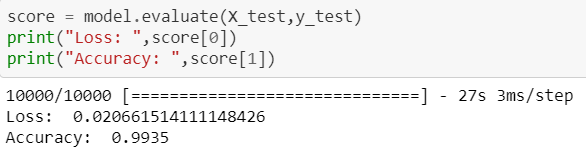 score = model.evaluate(X_test,y_test)
print("Loss: ",score[0])
print("Accuracy: ",score[1])
10000/10000 [==============================] - 27s 3ms/step
Loss:  0.020661514111148426
Accuracy:  0.9935